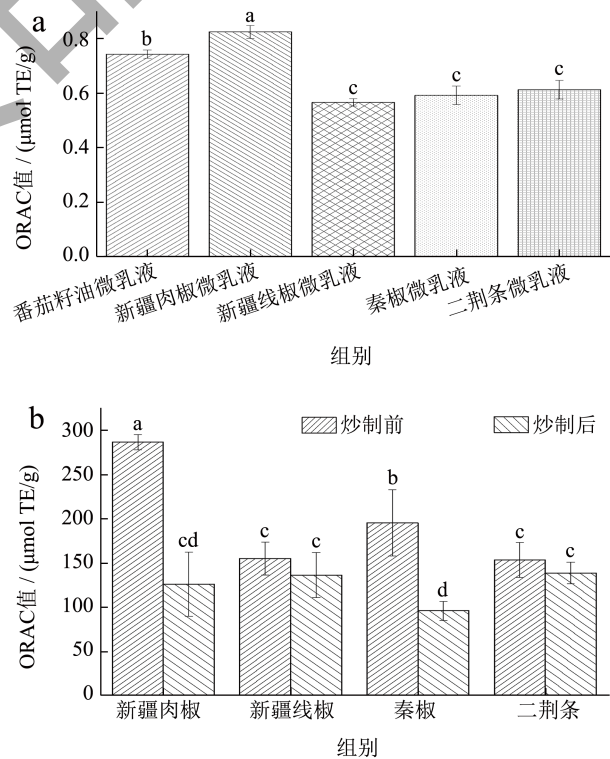 a
ORAC值 / (μmol TE/g)
0.8
0.6
0.4
0.2
0.0
b
a
c
c
c
番茄籽油微乳液
新疆肉椒微乳液
新疆线椒微乳液
秦椒微乳液
二荆条微乳液
组别
b
ORAC值 / (μmol TE/g)
300
250
200
150
100
50
0
炒制前
炒制后
a
cd
c
c
b
d
c
c
新疆肉椒
新疆线椒
秦椒
二荆条
组别